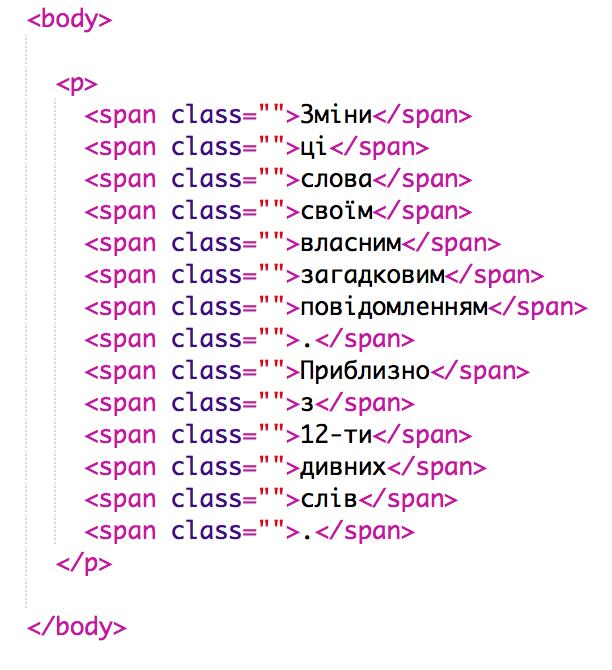 <body>
<p>
<span class="">Зміни</span>
<span class="">ці</span>
<span class="">слова</span>
<span class="">своїм</span>
<span class="">власним</span>
<span class="">загадковим</span>
<span class="">повідомленням</span>
<span class="">.</span>
<span class="">Приблизно</span>
<span class="">з</span>
<span class="">12-ти</span>
<span class="">дивних</span>
<span class="">слів</span>
<span class="">.</span>
</p>
</body>